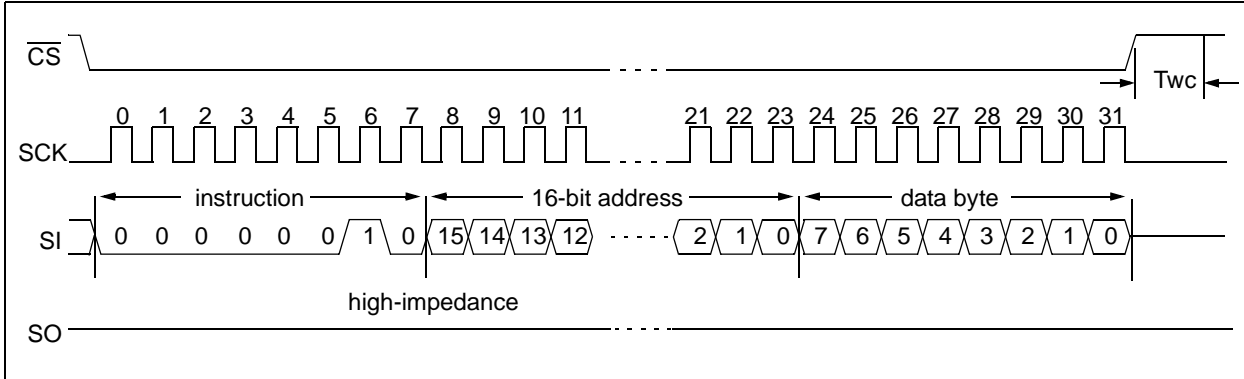 CS
Twc
0 1 2 3 4 5 6 7 8 9 10 11 21 22 23 24 25 26 27 28 29 30 31
SCK
instruction 16-bit address data byte
SI 0 0 0 0 0 0 1 0 15 14 13 12 2 1 0 7 6 5 4 3 2 1 0
high-impedance
SO